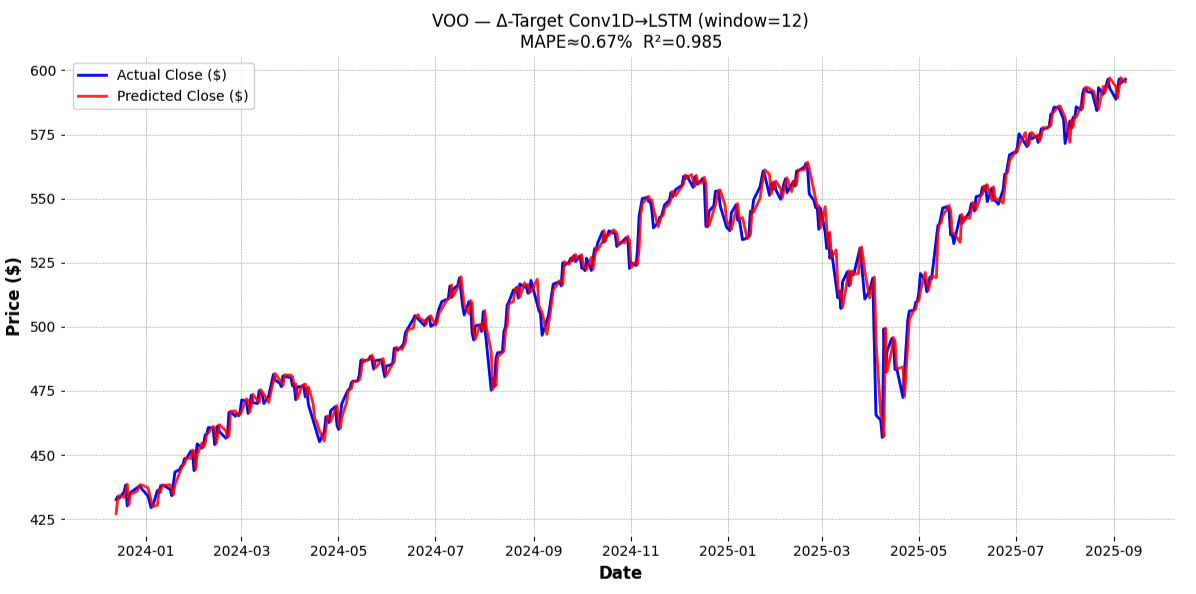 VOO — Δ-Target Conv1D→LSTM (window=12)
MAPE≈0.67%  R²=0.985
Actual Close ($)
Predicted Close ($)
600
575
550
525
500
475
450
425
Price ($)
2024-01 2024-03 2024-05 2024-07 2024-09 2024-11 2025-01 2025-03 2025-05 2025-07 2025-09
Date